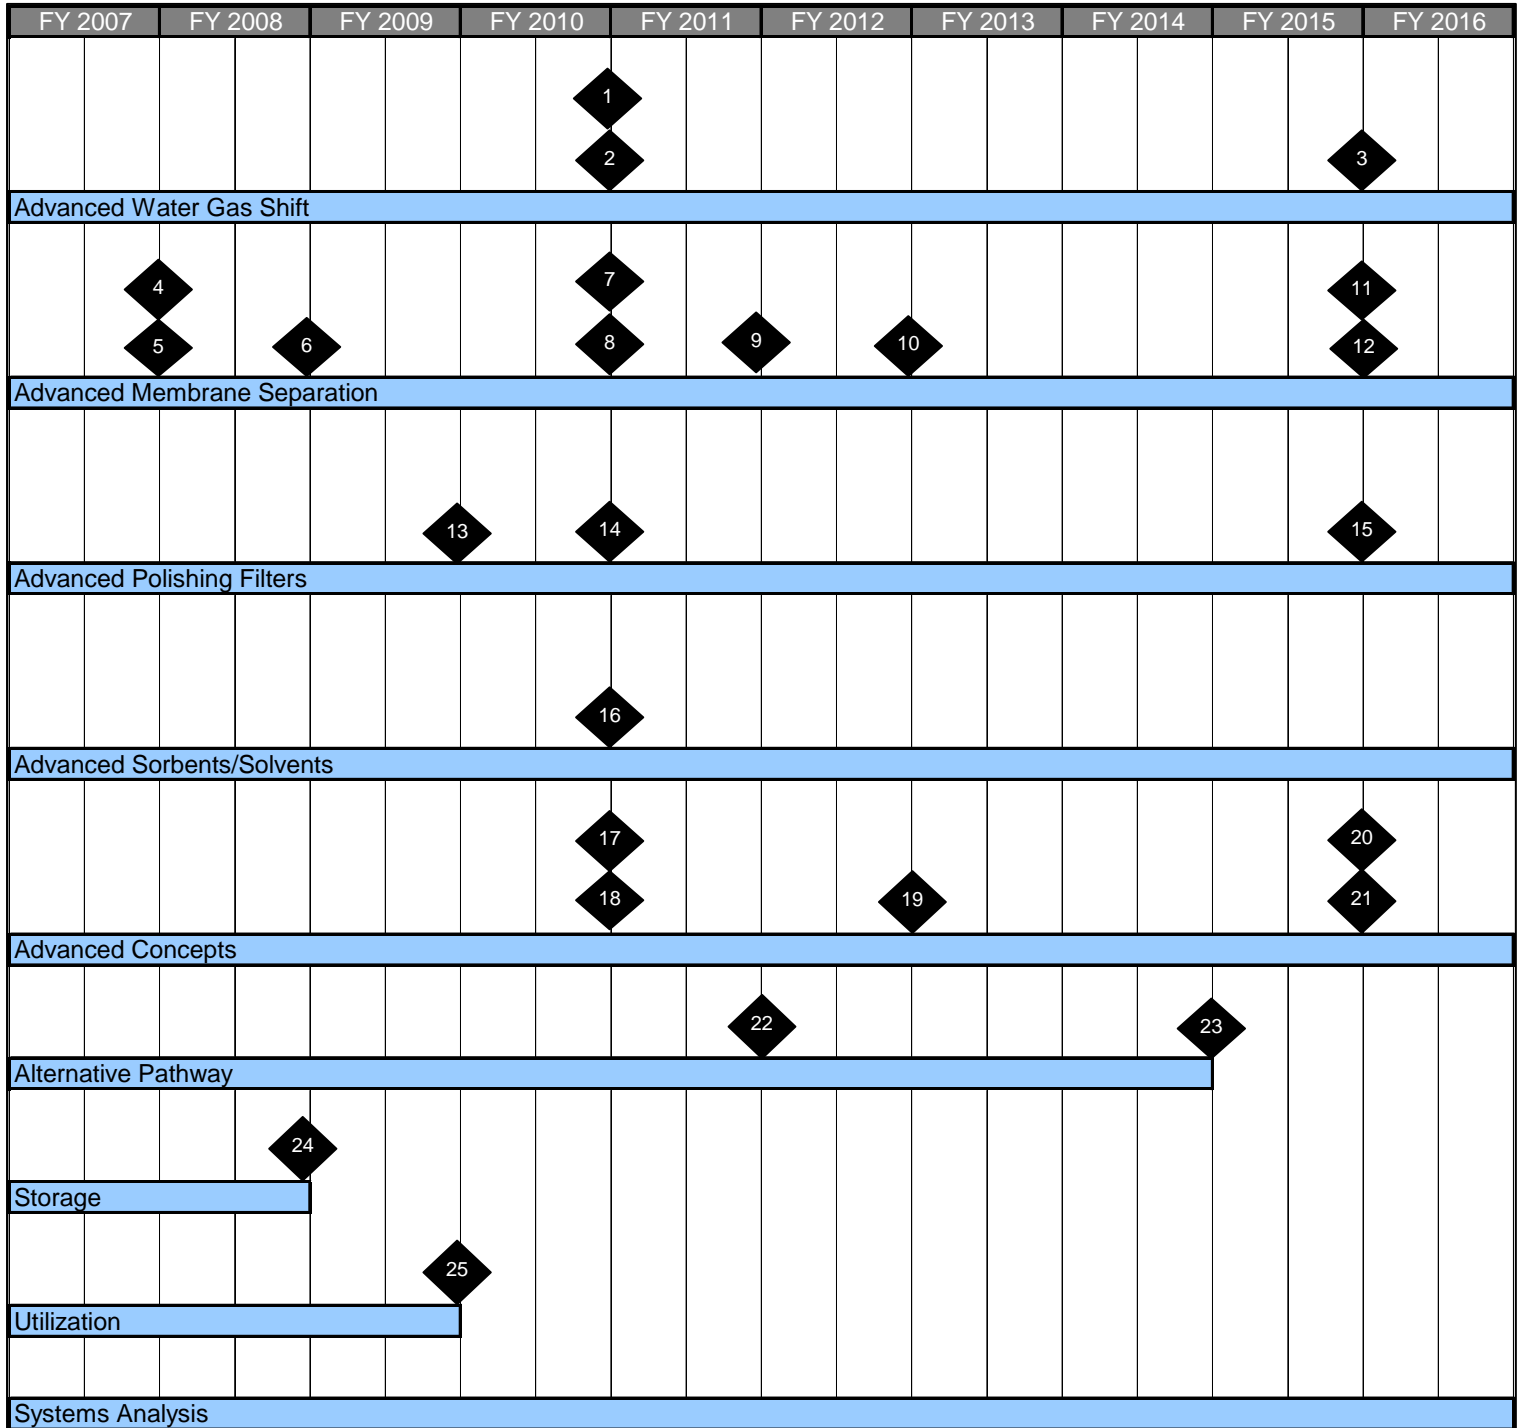 FY 2007 FY 2008 FY 2009 FY 2010 FY 2011 FY 2012 FY 2013 FY 2014 FY 2015 FY 2016
1
2 3
Advanced Water Gas Shift
4 7 11
5 6 8 9 10 12
Advanced Membrane Separation
13 14 15
Advanced Polishing Filters
16
Advanced Sorbents/Solvents
17 20
18 19 21
Advanced Concepts
22 23
Alternative Pathway
24
Storage
25
Utilization
Systems Analysis